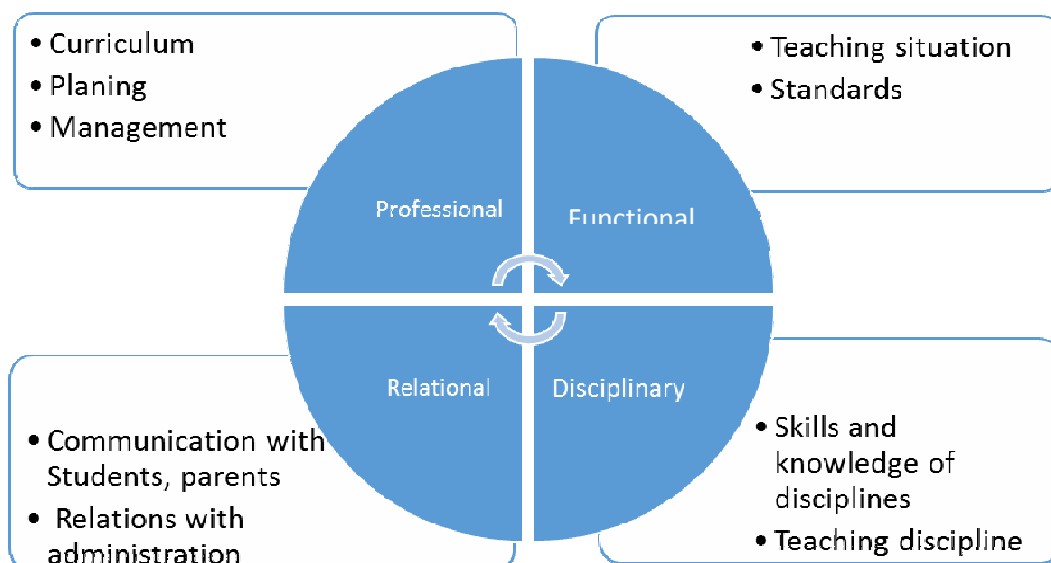 • Curriculum
• Planing
• Management
• Teaching situation
• Standards
Professional
Functional
Relational
Disciplinary
• Communication with
Students, parents
• Relations with
administration
• Skills and
knowledge of
disciplines
• Teaching discipline